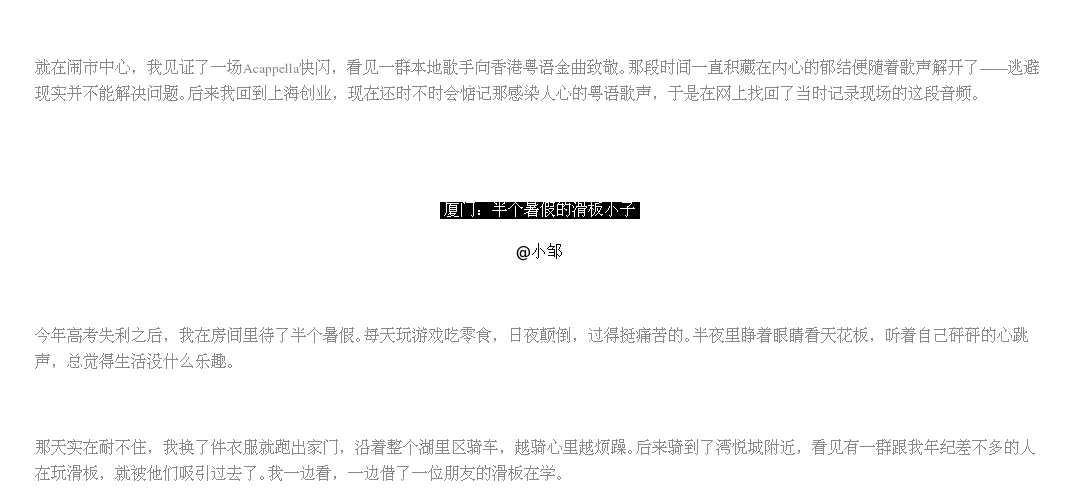 就在闹市中心，我见证了一场Acappella快闪，看见一群本地歌手向香港粤语金曲致敬。那段时间一直积藏在内心的郁结便随着歌声解开了——逃避
现实并不能解决问题。后来我回到上海创业，现在还时不时会惦记那感染人心的粤语歌声，于是在网上找回了当时记录现场的这段音频。
厦门：半个暑假的滑板小子
@小邹
今年高考失利之后，我在房间里待了半个暑假。每天玩游戏吃零食，日夜颠倒，过得挺痛苦的。半夜里睁着眼睛看天花板，听着自己砰砰的心跳
声，总觉得生活没什么乐趣。
那天实在耐不住，我换了件衣服就跑出家门，沿着整个湖里区骑车，越骑心里越烦躁。后来骑到了湾悦城附近，看见有一群跟我年纪差不多的人
在玩滑板，就被他们吸引过去了。我一边看，一边借了一位朋友的滑板在学。